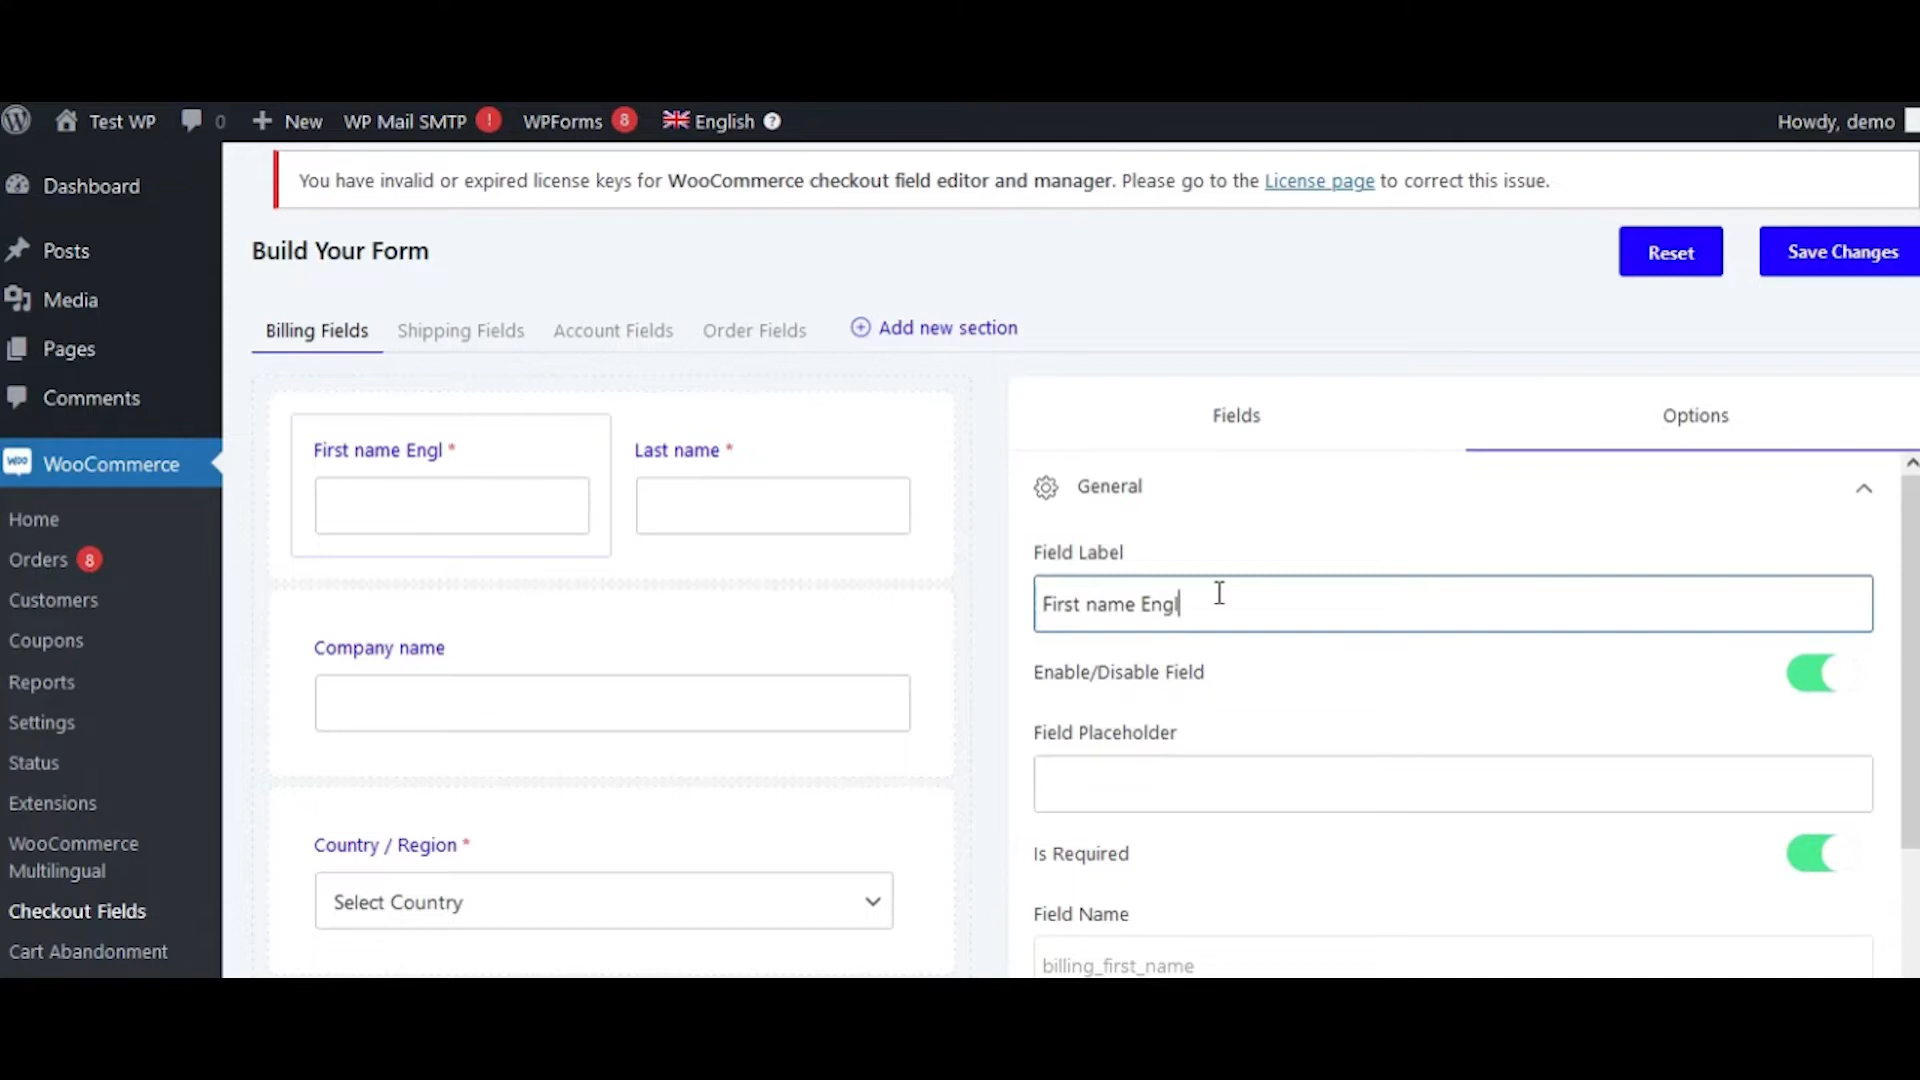 Test WP
0
New
WP Mail SMTP !
WPForms 8
English ?
Howdy, demo
Dashboard
Posts
Media
Pages
Comments
WOO WooCommerce
Home
Orders 8
Customers
Coupons
Reports
Settings
Status
Extensions
WooCommerce
Multilingual
Checkout Fields
Cart Abandonment
You have invalid or expired license keys for WooCommerce checkout field editor and manager. Please go to the License page to correct this issue.
Build Your Form
Reset
Save Changes
Billing Fields
Shipping Fields
Account Fields
Order Fields
Add new section
First name Engl *
Last name *
Company name
Country / Region *
Select Country
Fields
Options
General
Field Label
First name Engl
Enable/Disable Field
Field Placeholder
Is Required
Field Name
billing_first_name